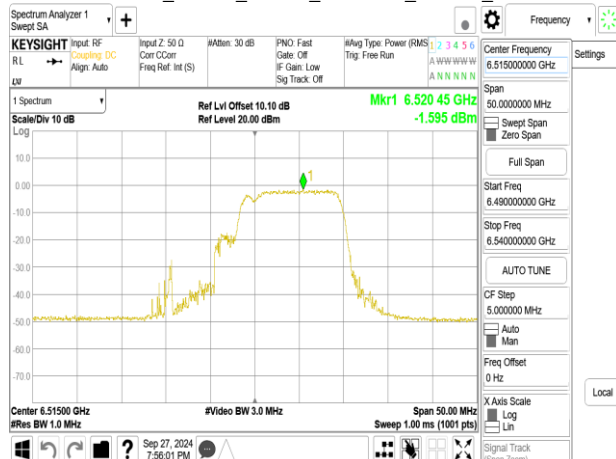 Spectrum Analyzer 1
Swept SA
+
Frequency
KEYSIGHT
RL
Input: RF
Coupling: DC
Align: Auto
Input Z: 50 Ω
Corr CCorr
Freq Ref: Int (S)
#Atten: 30 dB
PNO: Fast
Gate: Off
IF Gain: Low
Sig Track: Off
#Avg Type: Power (RMS
Trig: Free Run
1 2 3 4 5 6
A W W W W W
A N N N N N
1 Spectrum
Scale/Div 10 dB
Ref Lvl Offset 10.10 dB
Ref Level 20.00 dBm
Mkr1 6.520 45 GHz
-1.595 dBm
Log
10.0
0.00
-10.0
-20.0
-30.0
-40.0
-50.0
-60.0
-70.0
1
Center 6.51500 GHz
#Res BW 1.0 MHz
#Video BW 3.0 MHz
Span 50.00 MHz
Sweep 1.00 ms (1001 pts)
Sep 27, 2024
7:56:01 PM
?
Center Frequency
6.515000000 GHz
Span
50.0000000 MHz
Swept Span
Zero Span
Full Span
Start Freq
6.490000000 GHz
Stop Freq
6.540000000 GHz
AUTO TUNE
CF Step
5.000000 MHz
Auto
Man
Freq Offset
0 Hz
X Axis Scale
Log
Lin
Signal Track
(Span Zoom)
Settings
Local